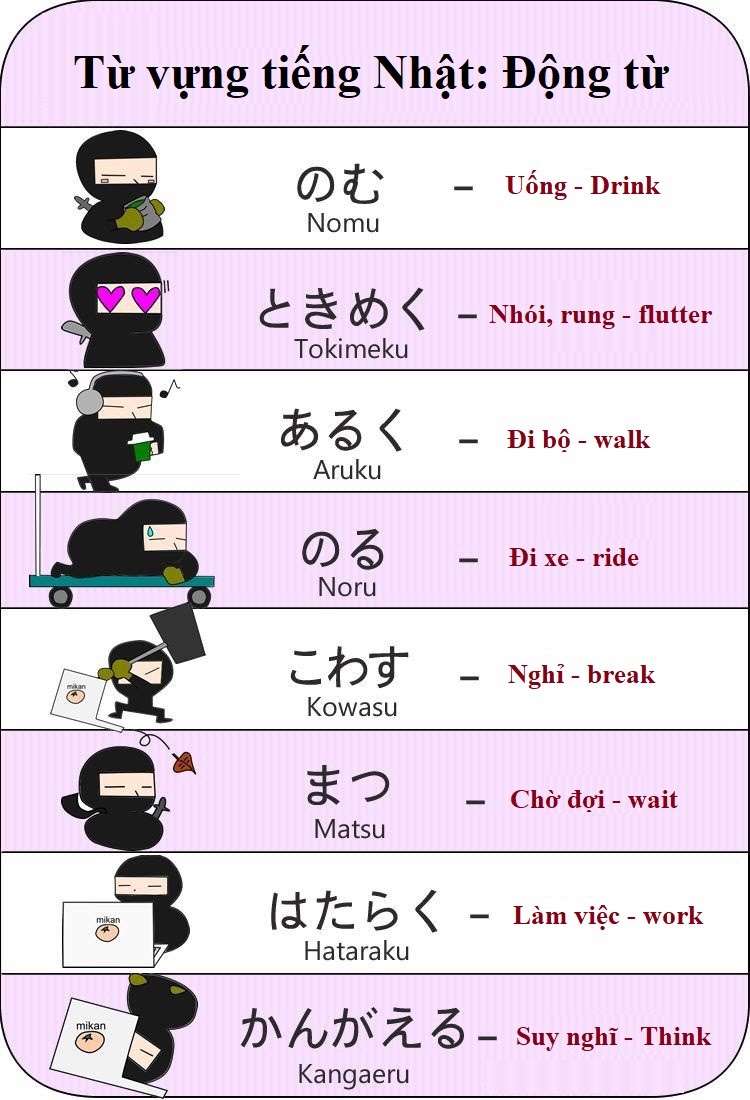 Từ vựng tiếng Nhật: Động từ
のむ – Uống - Drink
Nomu
ときめく – Nhói, rung - flutter
Tokimeku
あるく – Đi bộ - walk
Aruku
のる – Đi xe - ride
Noru
こわす – Nghỉ - break
Kowasu
mikan
まつ – Chờ đợi - wait
Matsu
はたらく – Làm việc - work
Hataraku
mikan
かんがえる – Suy nghĩ - Think
Kangaeru
mikan